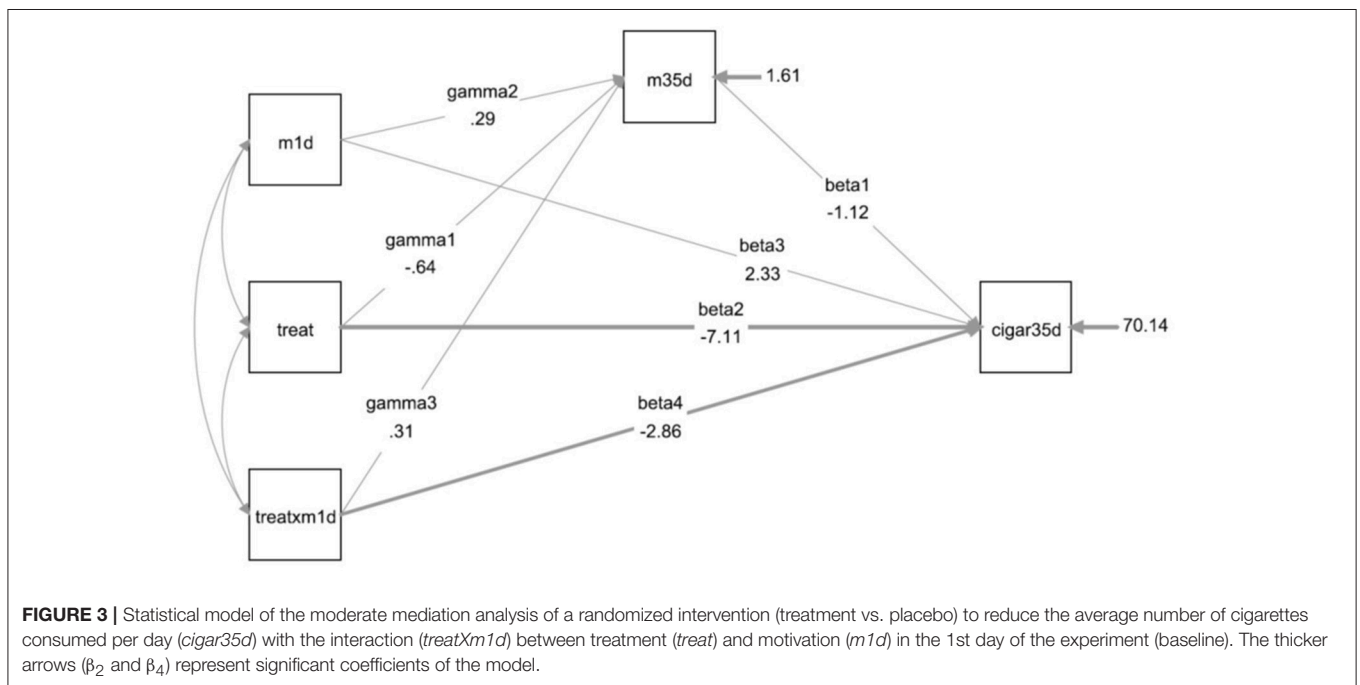 m35d
1.61
gamma2
.29
m1d
beta1
-1.12
gamma1
-.64
beta3
2.33
treat
beta2
-7.11
cigar35d
70.14
gamma3
.31
beta4
-2.86
treatxm1d
FIGURE 3 | Statistical model of the moderate mediation analysis of a randomized intervention (treatment vs. placebo) to reduce the average number of cigarettes
consumed per day (cigar35d) with the interaction (treatXm1d) between treatment (treat) and motivation (m1d) in the 1st day of the experiment (baseline). The thicker
arrows (β₂ and β₄) represent significant coefficients of the model.